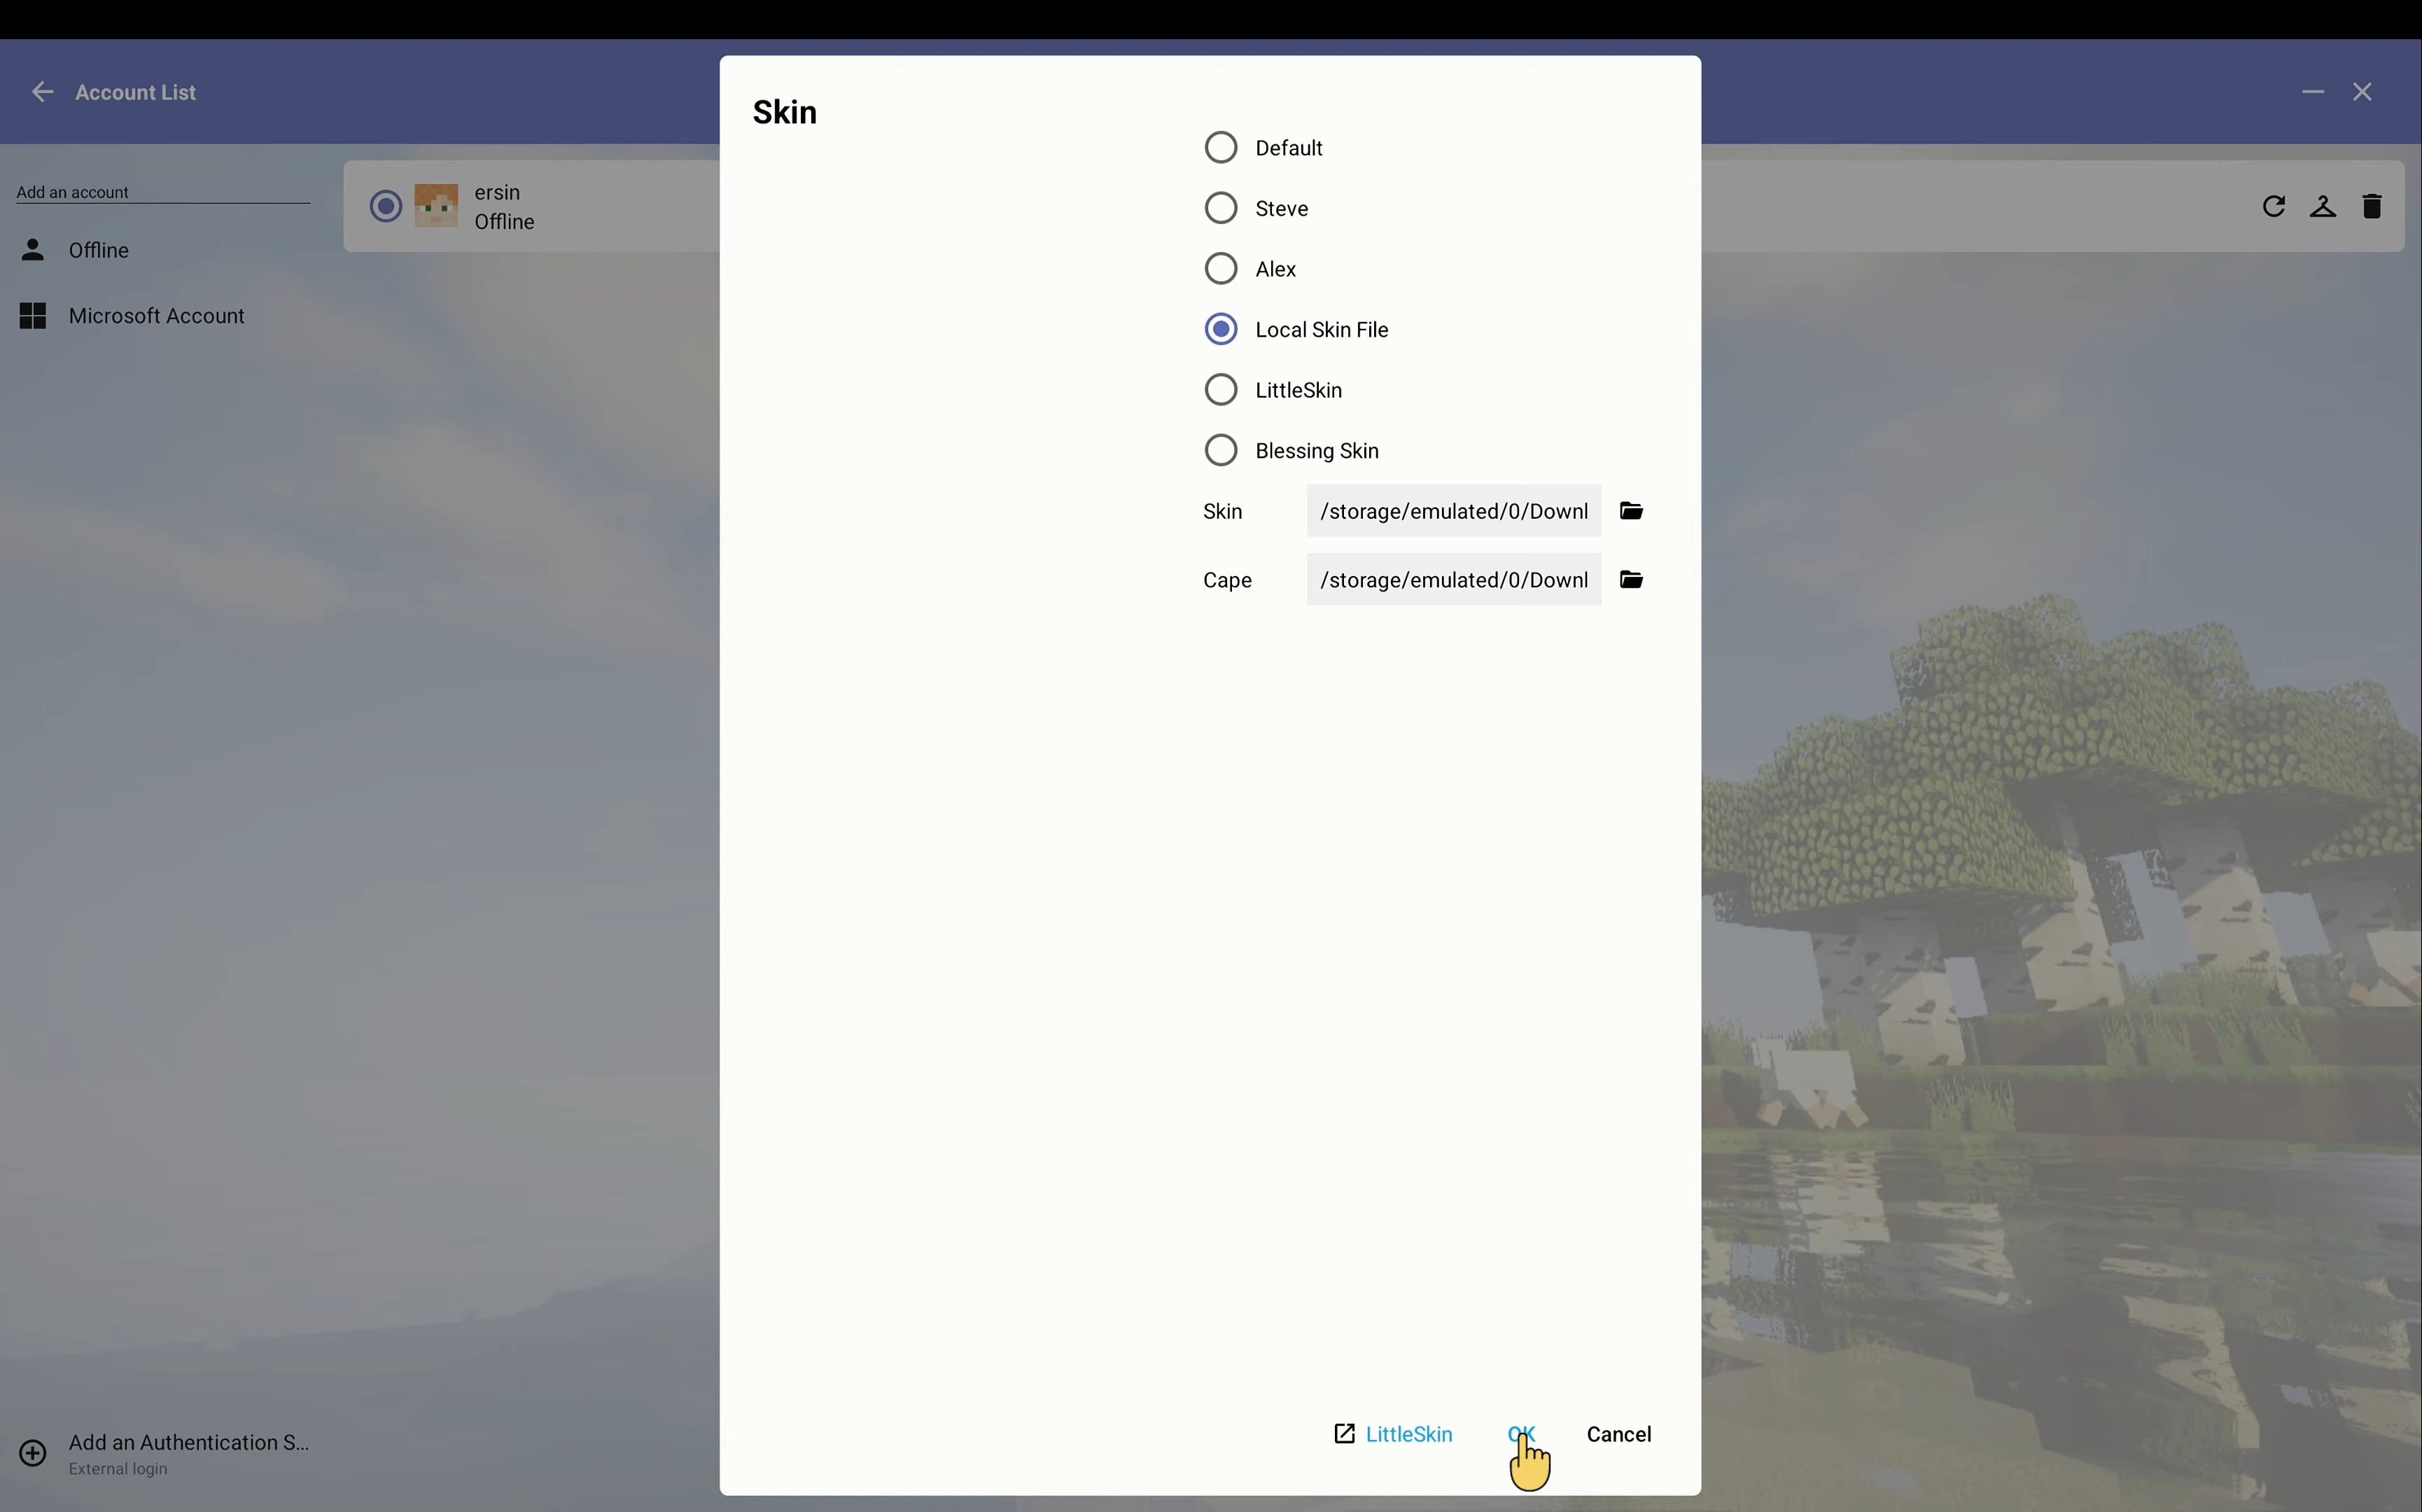 Account List
Add an account
Offline
Microsoft Account
ersin
Offline
Skin
Default
Steve
Alex
Local Skin File
LittleSkin
Blessing Skin
Skin /storage/emulated/0/Downl
Cape /storage/emulated/0/Downl
Add an Authentication S...
External login
LittleSkin OK Cancel